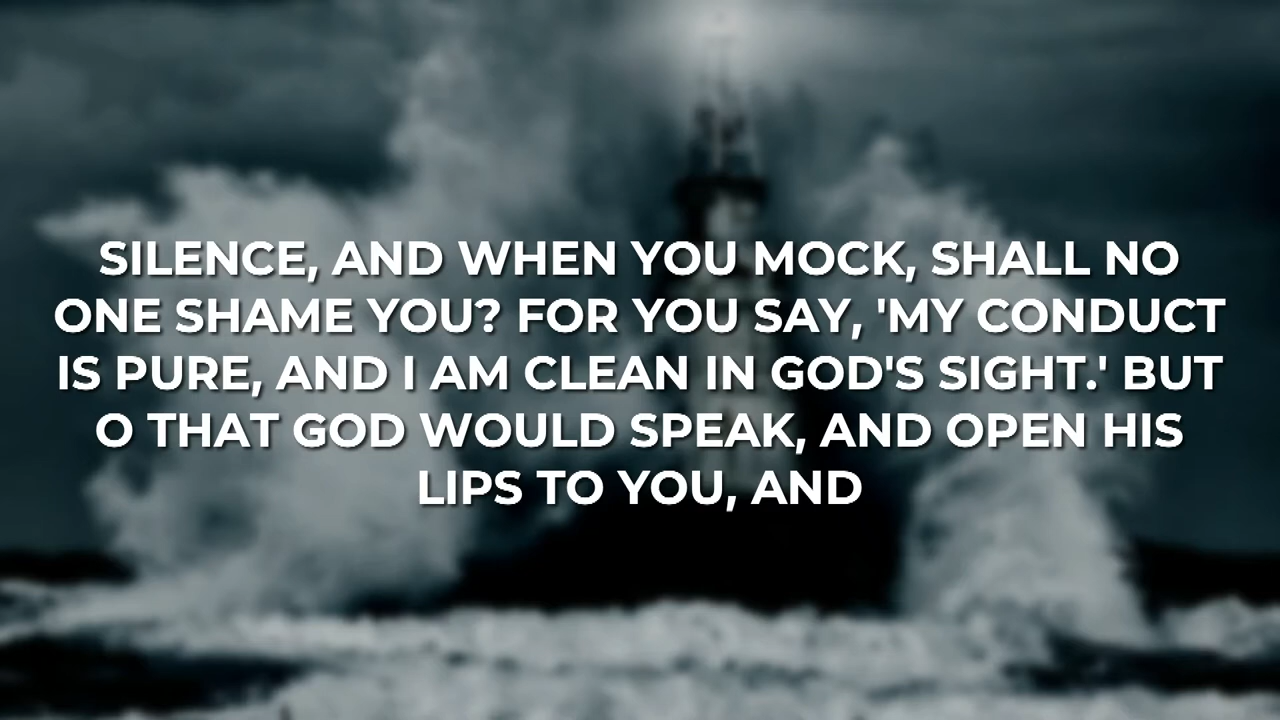 SILENCE, AND WHEN YOU MOCK, SHALL NO
ONE SHAME YOU? FOR YOU SAY, 'MY CONDUCT
IS PURE, AND I AM CLEAN IN GOD'S SIGHT.' BUT
O THAT GOD WOULD SPEAK, AND OPEN HIS
LIPS TO YOU, AND